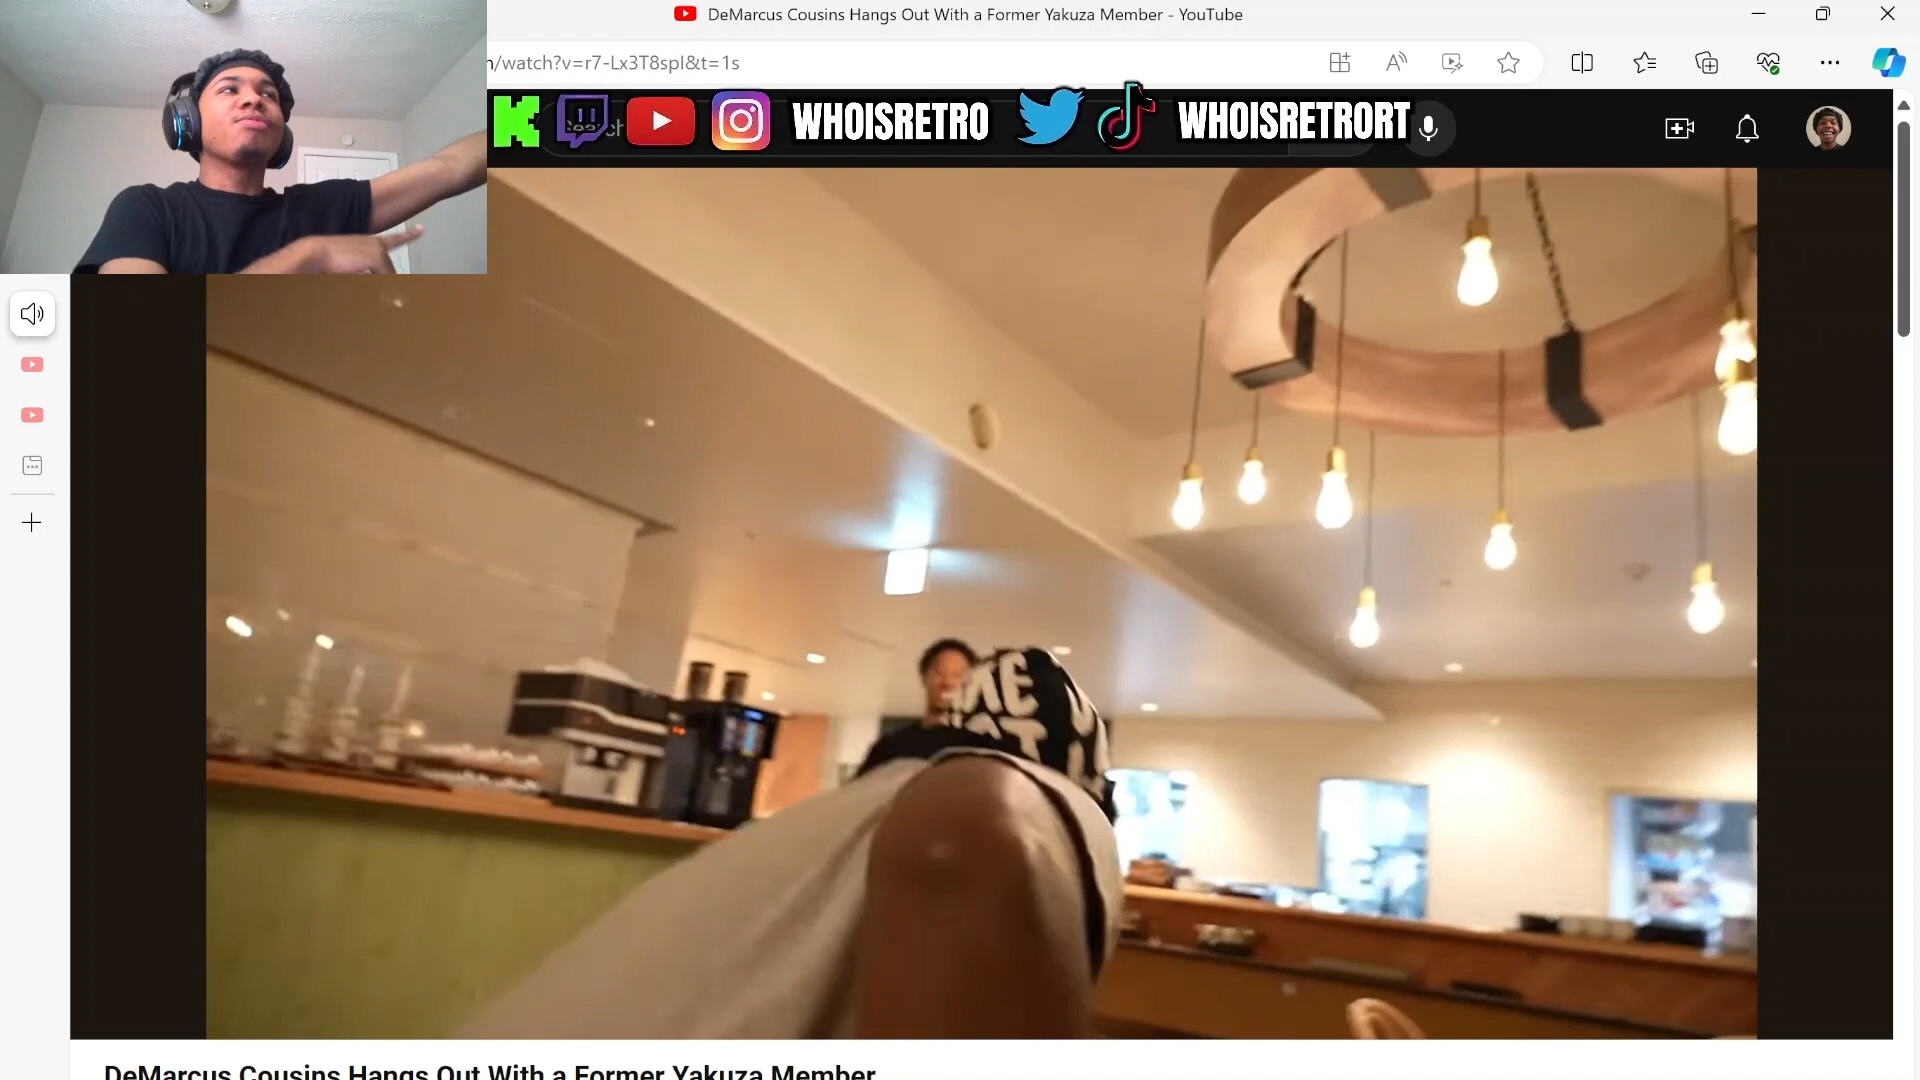 DeMarcus Cousins Hangs Out With a Former Yakuza Member - YouTube
/watch?v=r7-Lx3T8spI&t=1s
WHOISRETRO
WHOISRETRORT
DeMarcus Cousins Hangs Out With a Former Yakuza Member